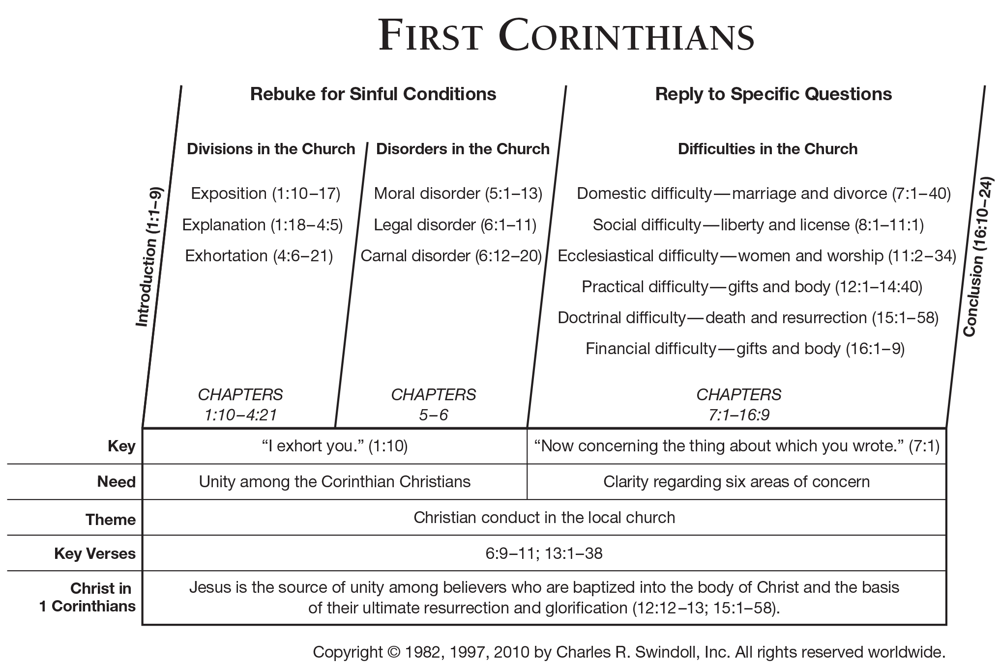 FIRST CORINTHIANS
Rebuke for Sinful Conditions
Reply to Specific Questions
Introduction (1:1–9)
Divisions in the Church
Exposition (1:10–17)
Explanation (1:18–4:5)
Exhortation (4:6–21)
CHAPTERS
1:10–4:21
Disorders in the Church
Moral disorder (5:1–13)
Legal disorder (6:1–11)
Carnal disorder (6:12–20)
CHAPTERS
5–6
Difficulties in the Church
Domestic difficulty—marriage and divorce (7:1–40)
Social difficulty—liberty and license (8:1–11:1)
Ecclesiastical difficulty—women and worship (11:2–34)
Practical difficulty—gifts and body (12:1–14:40)
Doctrinal difficulty—death and resurrection (15:1–58)
Financial difficulty—gifts and body (16:1–9)
CHAPTERS
7:1–16:9
Conclusion (16:10–24)
Key
“I exhort you.” (1:10)
“Now concerning the thing about which you wrote.” (7:1)
Need
Unity among the Corinthian Christians
Clarity regarding six areas of concern
Theme
Christian conduct in the local church
Key Verses
6:9–11; 13:1–38
Christ in
1 Corinthians
Jesus is the source of unity among believers who are baptized into the body of Christ and the basis
of their ultimate resurrection and glorification (12:12–13; 15:1–58).
Copyright © 1982, 1997, 2010 by Charles R. Swindoll, Inc. All rights reserved worldwide.